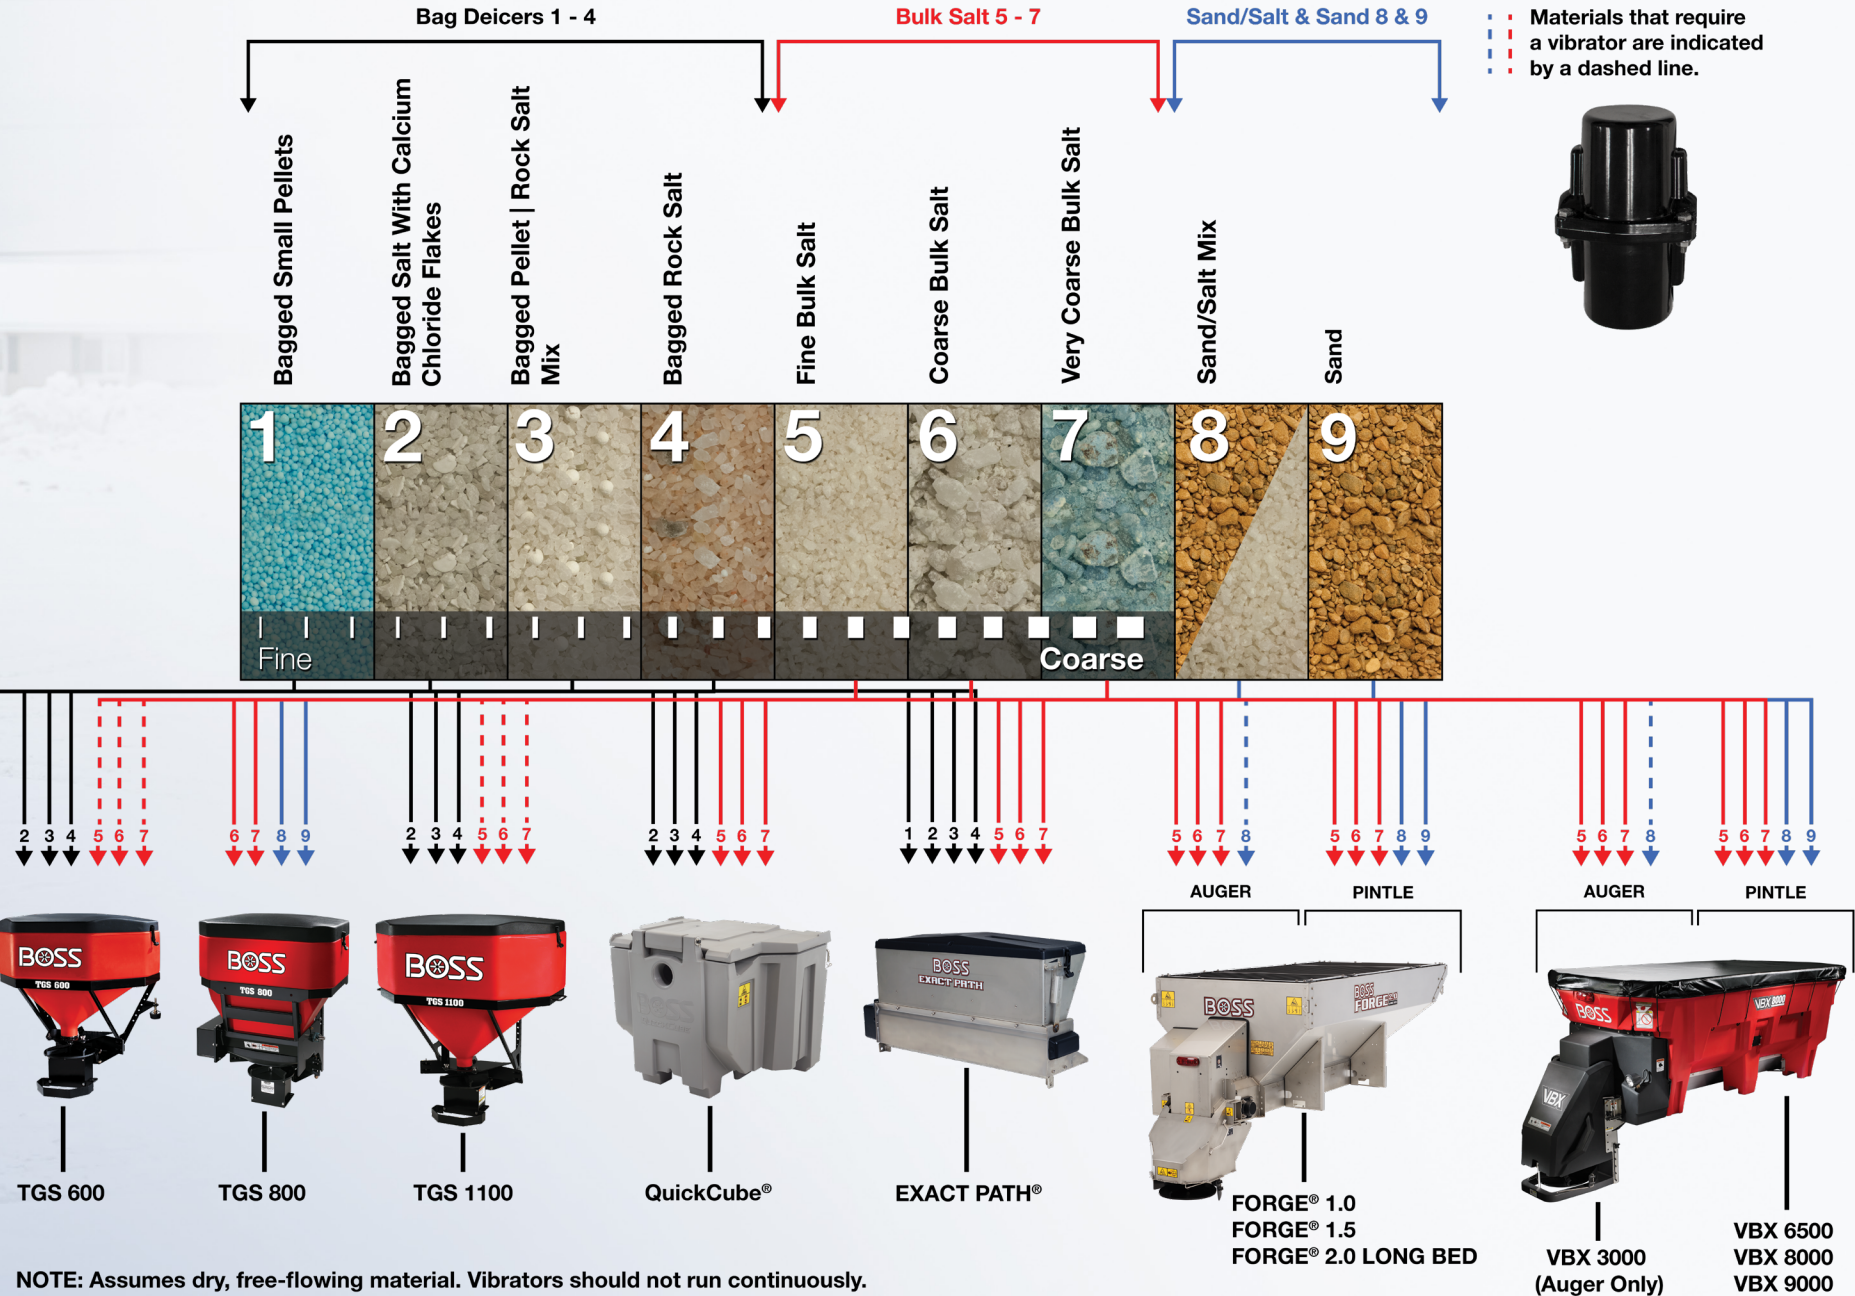 Bag Deicers 1 - 4
Bulk Salt 5 - 7
Sand/Salt & Sand 8 & 9
Materials that require
a vibrator are indicated
by a dashed line.
Bagged Small Pellets
Bagged Salt With Calcium
Chloride Flakes
Bagged Pellet | Rock Salt
Mix
Bagged Rock Salt
Fine Bulk Salt
Coarse Bulk Salt
Very Coarse Bulk Salt
Sand/Salt Mix
Sand
1 2 3 4 5 6 7 8 9
Fine
Coarse
2 3 4 5 6 7
6 7 8 9
2 3 4 5 6 7
2 3 4 5 6 7
1 2 3 4 5 6 7
5 6 7 8
5 6 7 8 9
5 6 7 8
5 6 7 8 9
AUGER
PINTLE
AUGER
PINTLE
BOSS
TGS 600
BOSS
TGS 800
BOSS
TGS 1100
BOSS
BOSS
EXACT PATH
BOSS
BOSS
FORGE 2.0
BOSS
VBX 8000
VBX
TGS 600
TGS 800
TGS 1100
QuickCube®
EXACT PATH®
FORGE® 1.0
FORGE® 1.5
FORGE® 2.0 LONG BED
VBX 3000
(Auger Only)
VBX 6500
VBX 8000
VBX 9000
NOTE: Assumes dry, free-flowing material. Vibrators should not run continuously.